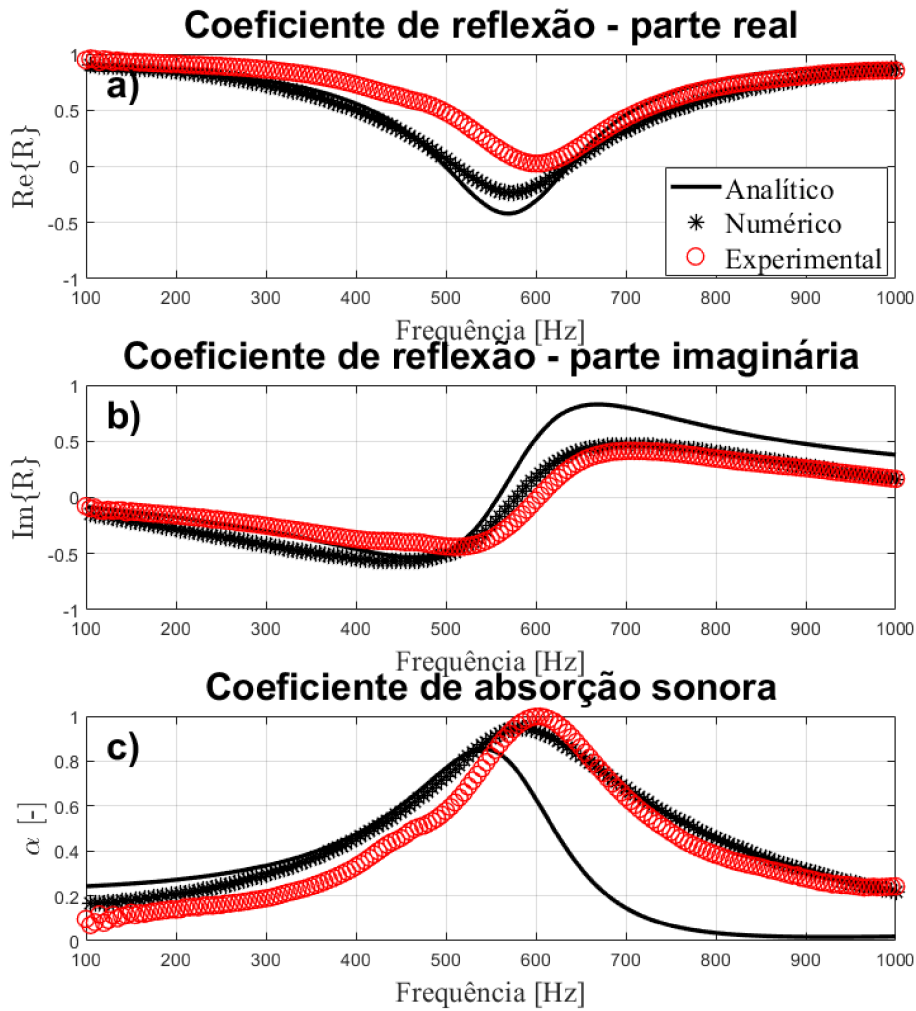 Coeficiente de reflexão - parte real
a)
Re{R}
1
0.5
0
-0.5
-1
Analítico
Numérico
Experimental
100 200 300 400 500 600 700 800 900 1000
Frequência [Hz]
Coeficiente de reflexão - parte imaginária
b)
Im{R}
1
0.5
0
-0.5
-1
100 200 300 400 500 600 700 800 900 1000
Frequência [Hz]
Coeficiente de absorção sonora
c)
α [-]
1
0.8
0.6
0.4
0.2
0
100 200 300 400 500 600 700 800 900 1000
Frequência [Hz]